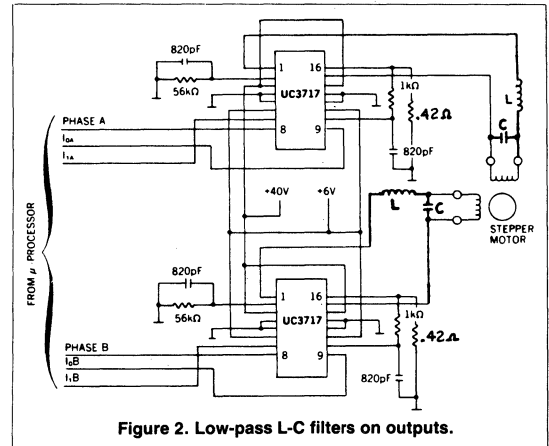 820pF
56kΩ
1 16
UC3717
8 9
1kΩ
.42Ω
820pF
L
C
PHASE A
I0A
I1A
+40V +6V
L
C
STEPPER
MOTOR
FROM μ PROCESSOR
820pF
56kΩ
1 16
UC3717
8 9
1kΩ
.42Ω
820pF
PHASE B
I0B
I1B
Figure 2. Low-pass L-C filters on outputs.